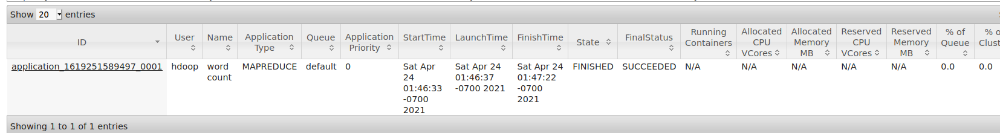 Show 20 entries
ID User Name Application Type Queue Application Priority StartTime LaunchTime FinishTime State FinalStatus Running Containers Allocated CPU VCores Allocated Memory MB Reserved CPU VCores Reserved Memory MB % of Queue % of
application_1619251589497_0001 hdoop word count MAPREDUCE default 0 Sat Apr 24 01:46:33 -0700 2021 Sat Apr 24 01:46:37 -0700 2021 Sat Apr 24 01:47:22 -0700 2021 FINISHED SUCCEEDED N/A N/A N/A N/A N/A 0.0 0.0
Showing 1 to 1 of 1 entries